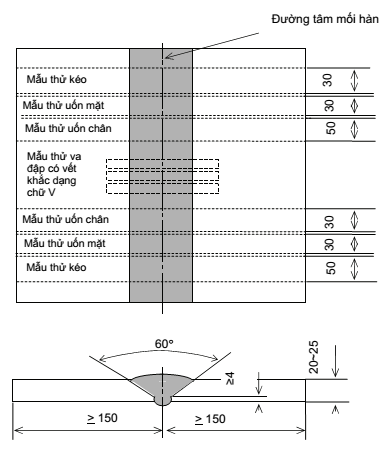 Đường tâm mối hàn
Mẫu thử kéo
30
Mẫu thử uốn mặt
30
Mẫu thử uốn chân
50
Mẫu thử va
đập có vết
khắc dạng
chữ V
Mẫu thử uốn chân
30
Mẫu thử uốn mặt
30
Mẫu thử kéo
50
60°
≥4
20~25
≥ 150
≥ 150